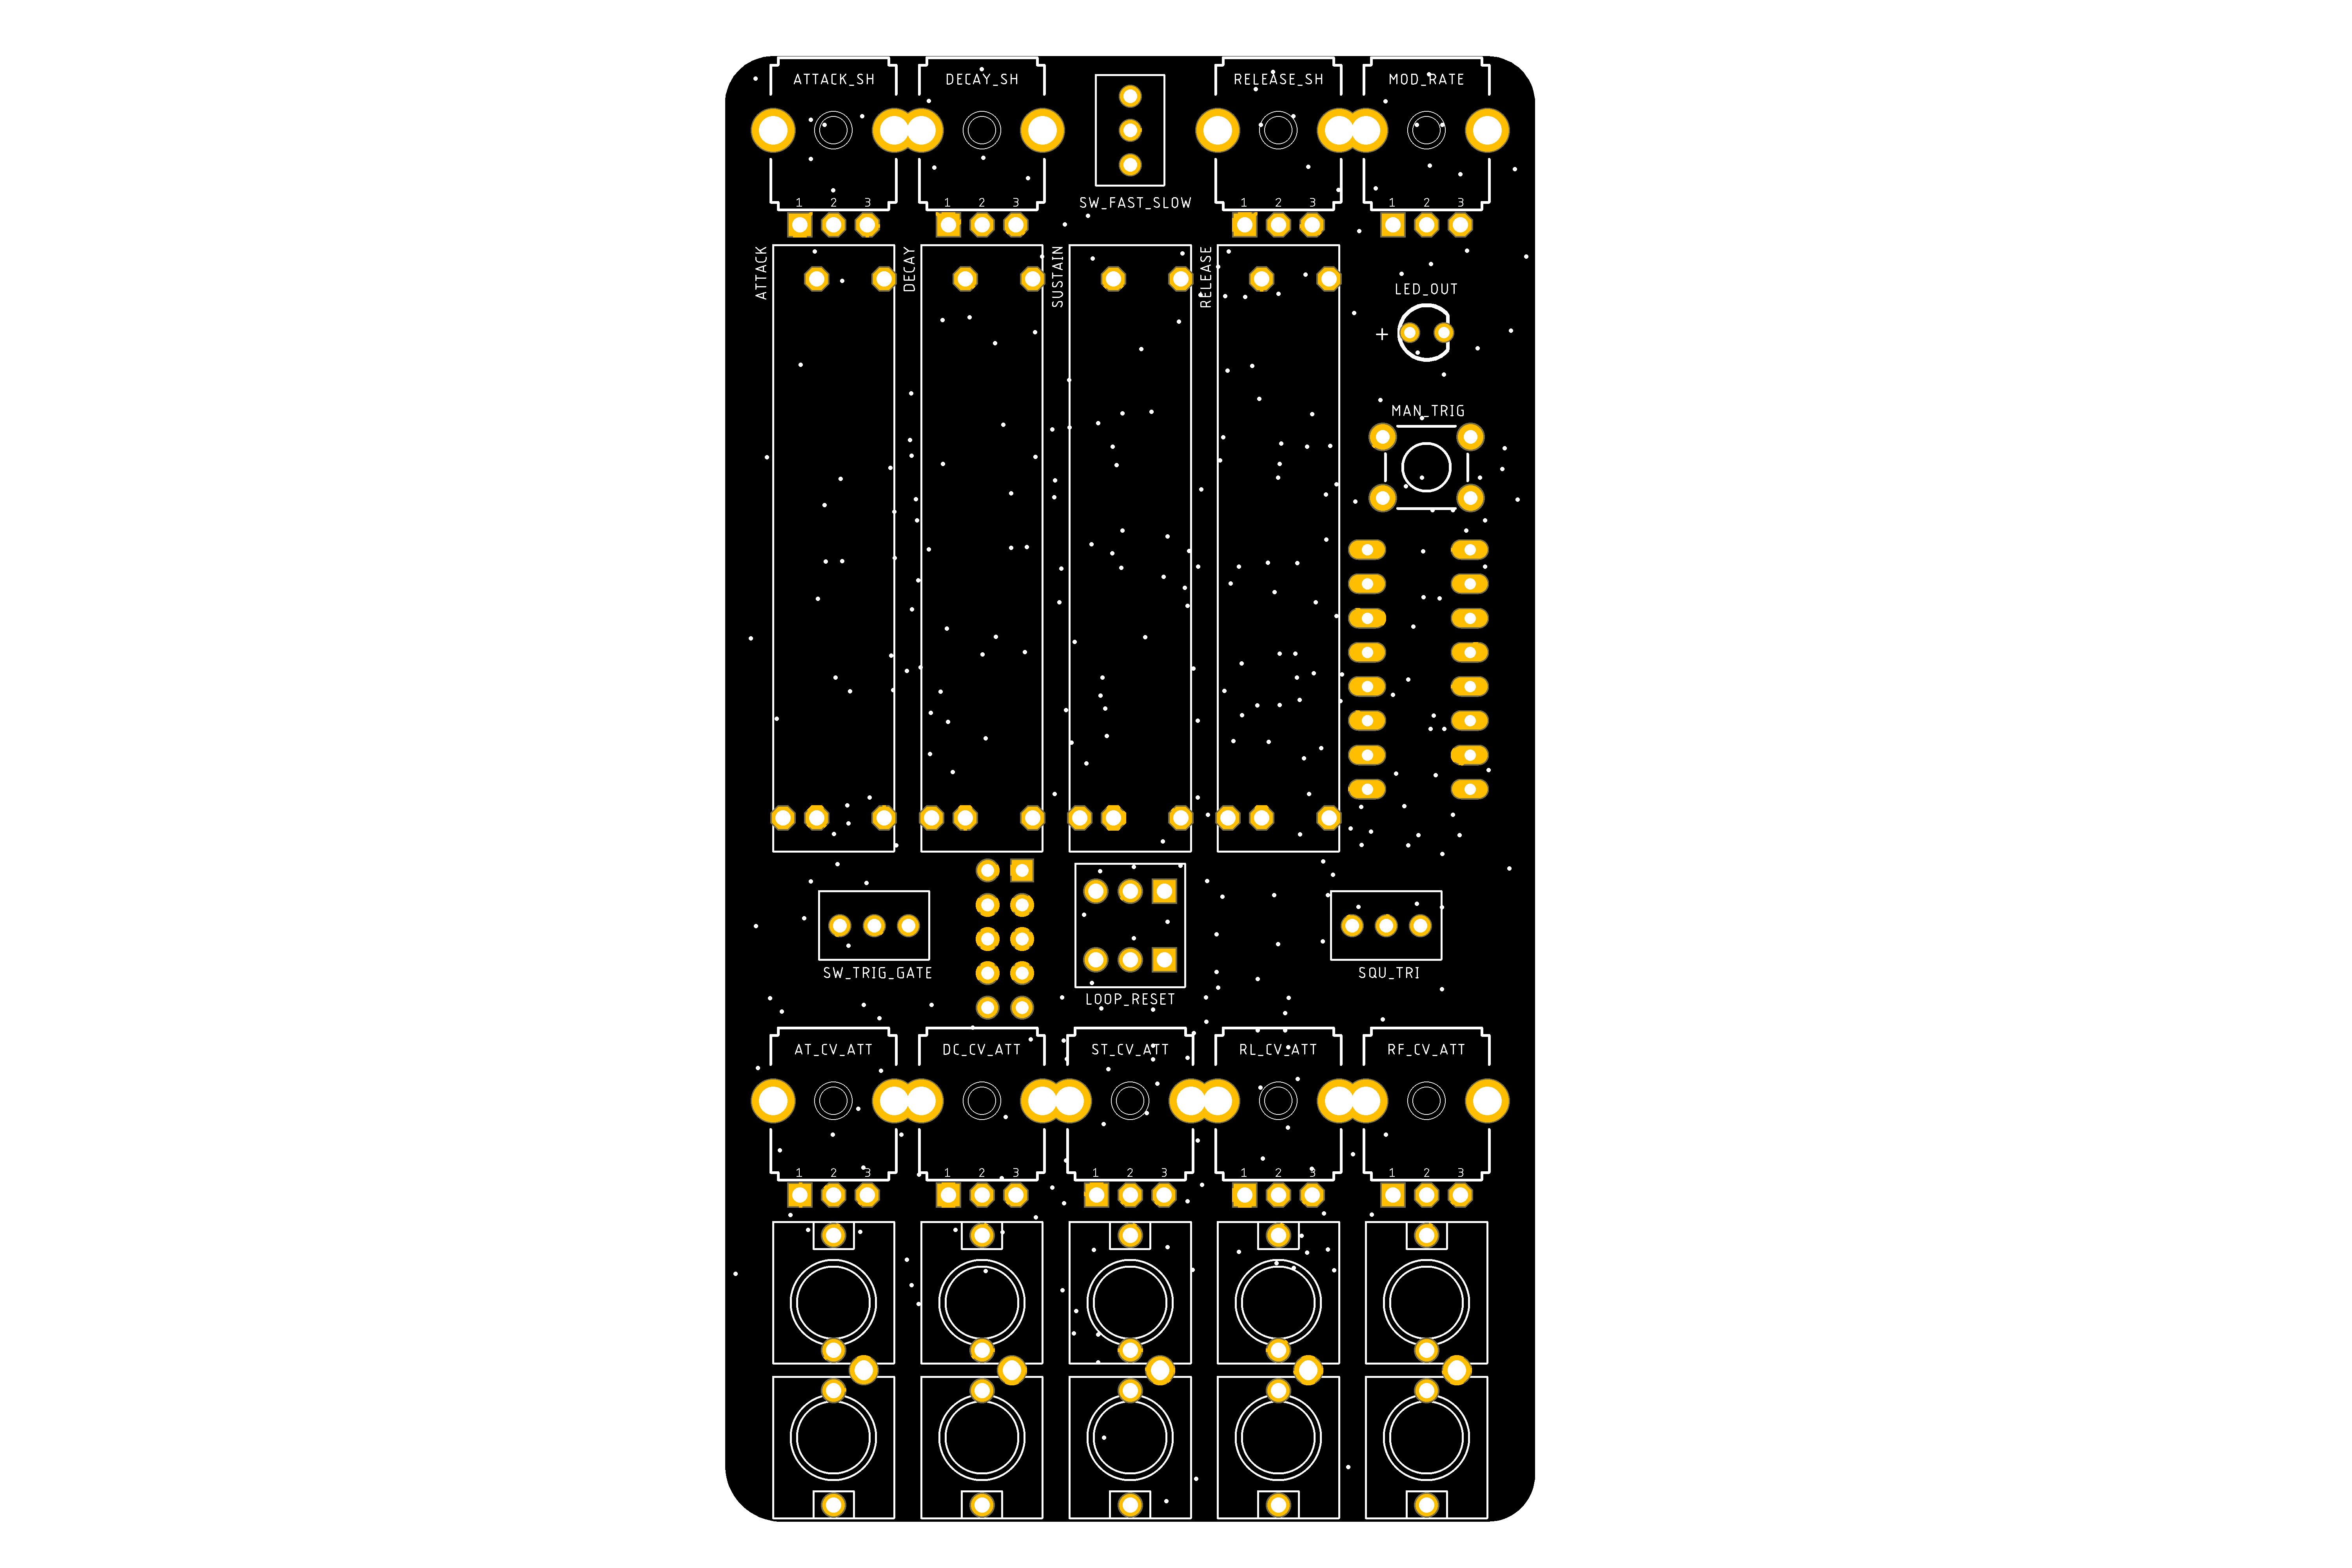 ATTACK_SH DECAY_SH RELEASE_SH MOD_RATE
1 2 3 1 2 3 SW_FAST_SLOW 1 2 3 1 2 3
ATTACK
DECAY
SUSTAIN
RELEASE
LED_OUT
+
MAN_TRIG
SW_TRIG_GATE SQU_TRI
LOOP_RESET
AT_CV_ATT DC_CV_ATT ST_CV_ATT RL_CV_ATT RF_CV_ATT
1 2 3 1 2 3 1 2 3 1 2 3 1 2 3